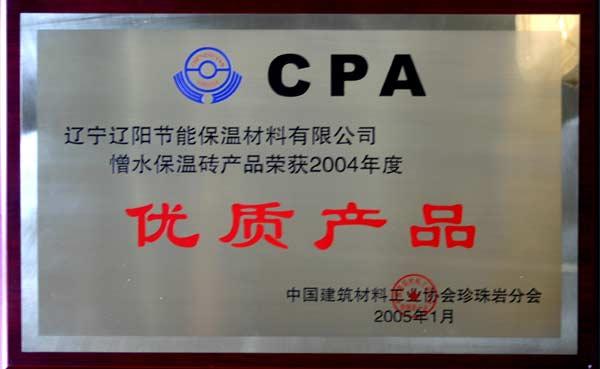 CPA
辽宁辽阳节能保温材料有限公司
憎水保温砖产品荣获2004年度
优质产品
中国建筑材料工业协会珍珠岩分会
2005年1月